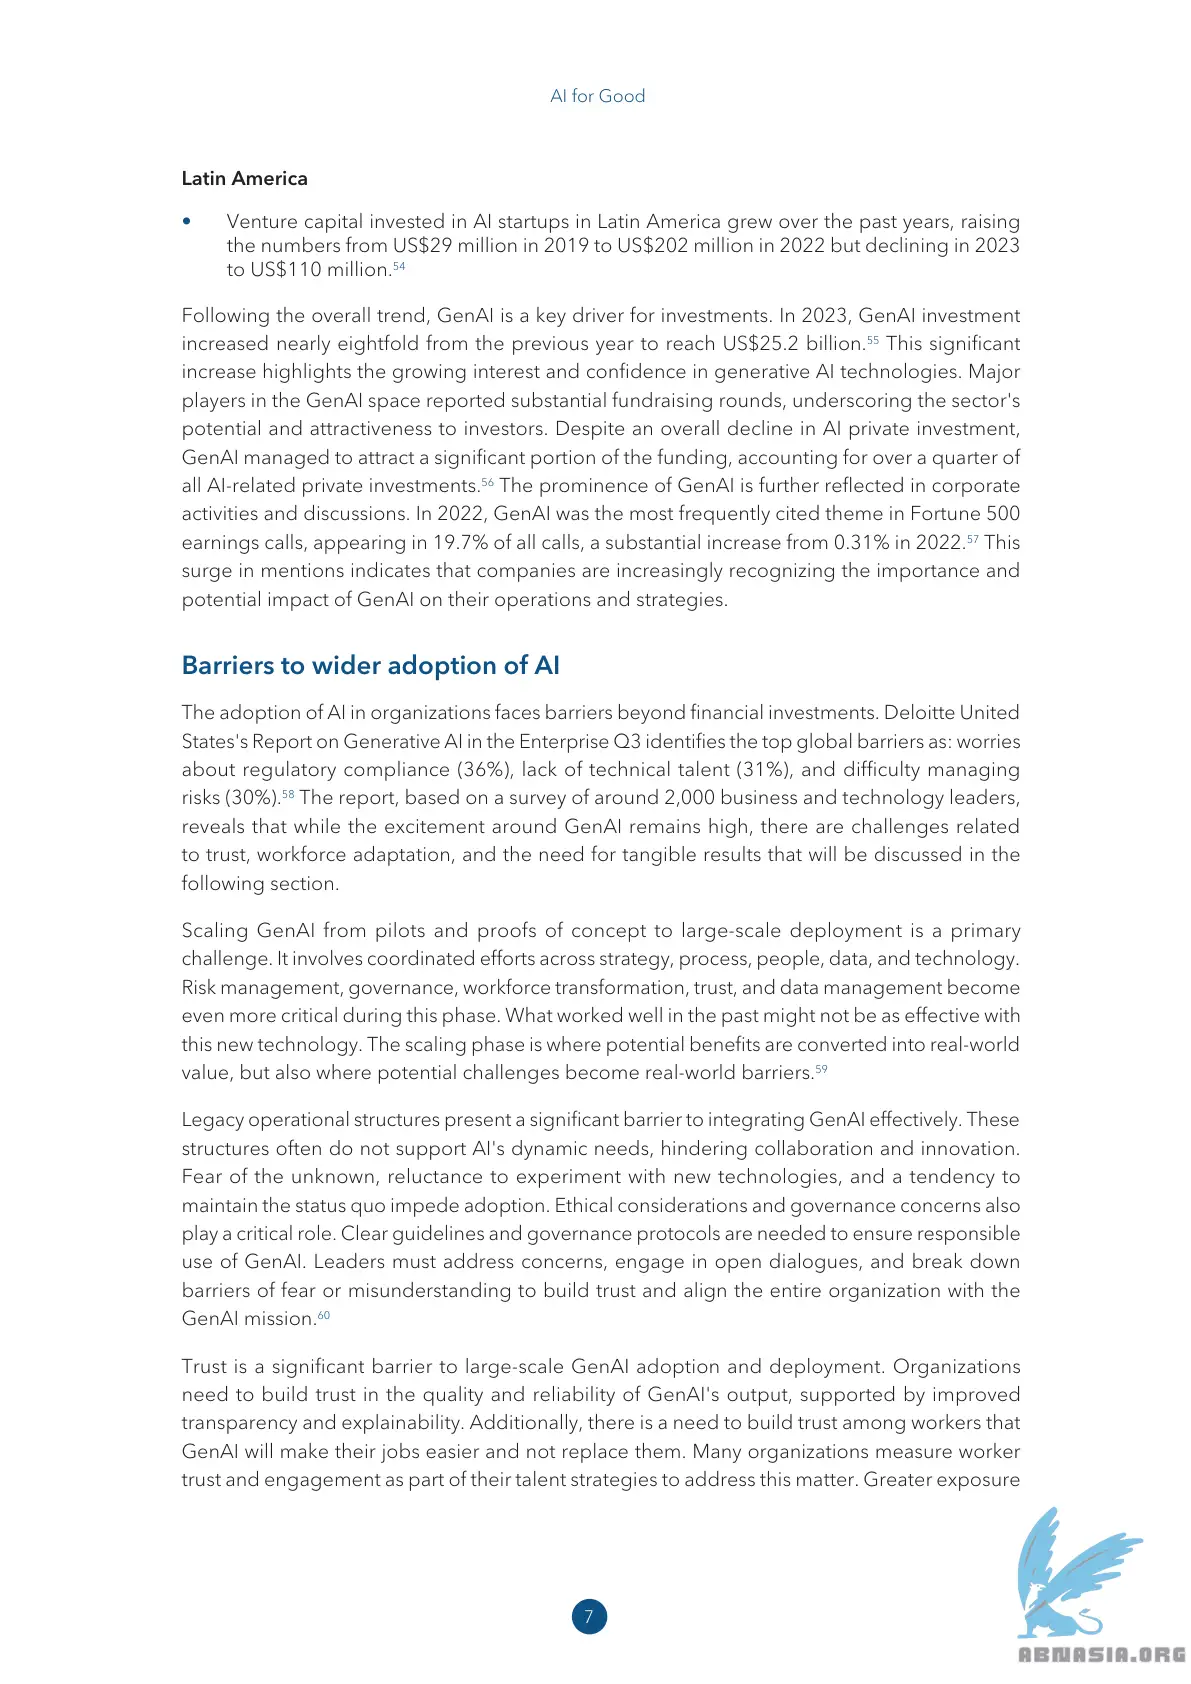 AI for Good
Latin America
• Venture capital invested in AI startups in Latin America grew over the past years, raising
the numbers from US$29 million in 2019 to US$202 million in 2022 but declining in 2023
to US$110 million.54
Following the overall trend, GenAI is a key driver for investments. In 2023, GenAI investment
increased nearly eightfold from the previous year to reach US$25.2 billion.55 This significant
increase highlights the growing interest and confidence in generative AI technologies. Major
players in the GenAI space reported substantial fundraising rounds, underscoring the sector's
potential and attractiveness to investors. Despite an overall decline in AI private investment,
GenAI managed to attract a significant portion of the funding, accounting for over a quarter of
all AI-related private investments.56 The prominence of GenAI is further reflected in corporate
activities and discussions. In 2022, GenAI was the most frequently cited theme in Fortune 500
earnings calls, appearing in 19.7% of all calls, a substantial increase from 0.31% in 2022.57 This
surge in mentions indicates that companies are increasingly recognizing the importance and
potential impact of GenAI on their operations and strategies.
Barriers to wider adoption of AI
The adoption of AI in organizations faces barriers beyond financial investments. Deloitte United
States's Report on Generative AI in the Enterprise Q3 identifies the top global barriers as: worries
about regulatory compliance (36%), lack of technical talent (31%), and difficulty managing
risks (30%).58 The report, based on a survey of around 2,000 business and technology leaders,
reveals that while the excitement around GenAI remains high, there are challenges related
to trust, workforce adaptation, and the need for tangible results that will be discussed in the
following section.
Scaling GenAI from pilots and proofs of concept to large-scale deployment is a primary
challenge. It involves coordinated efforts across strategy, process, people, data, and technology.
Risk management, governance, workforce transformation, trust, and data management become
even more critical during this phase. What worked well in the past might not be as effective with
this new technology. The scaling phase is where potential benefits are converted into real-world
value, but also where potential challenges become real-world barriers.59
Legacy operational structures present a significant barrier to integrating GenAI effectively. These
structures often do not support AI's dynamic needs, hindering collaboration and innovation.
Fear of the unknown, reluctance to experiment with new technologies, and a tendency to
maintain the status quo impede adoption. Ethical considerations and governance concerns also
play a critical role. Clear guidelines and governance protocols are needed to ensure responsible
use of GenAI. Leaders must address concerns, engage in open dialogues, and break down
barriers of fear or misunderstanding to build trust and align the entire organization with the
GenAI mission.60
Trust is a significant barrier to large-scale GenAI adoption and deployment. Organizations
need to build trust in the quality and reliability of GenAI's output, supported by improved
transparency and explainability. Additionally, there is a need to build trust among workers that
GenAI will make their jobs easier and not replace them. Many organizations measure worker
trust and engagement as part of their talent strategies to address this matter. Greater exposure
7
ABNASIA.ORG